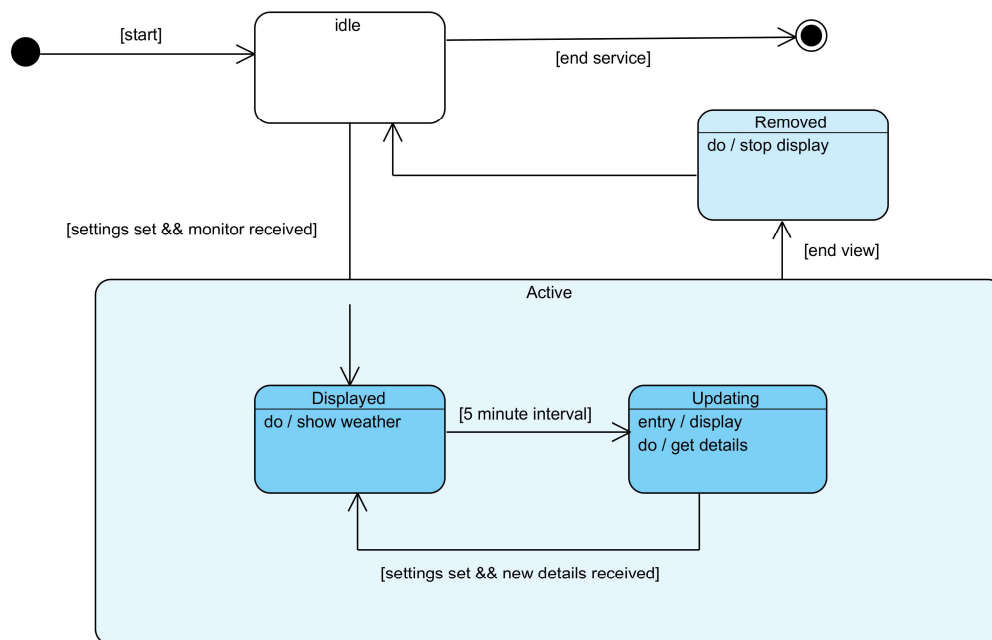 idle
[start]
[end service]
Removed
do / stop display
[settings set && monitor received]
[end view]
Active
Displayed
do / show weather
[5 minute interval]
Updating
entry / display
do / get details
[settings set && new details received]